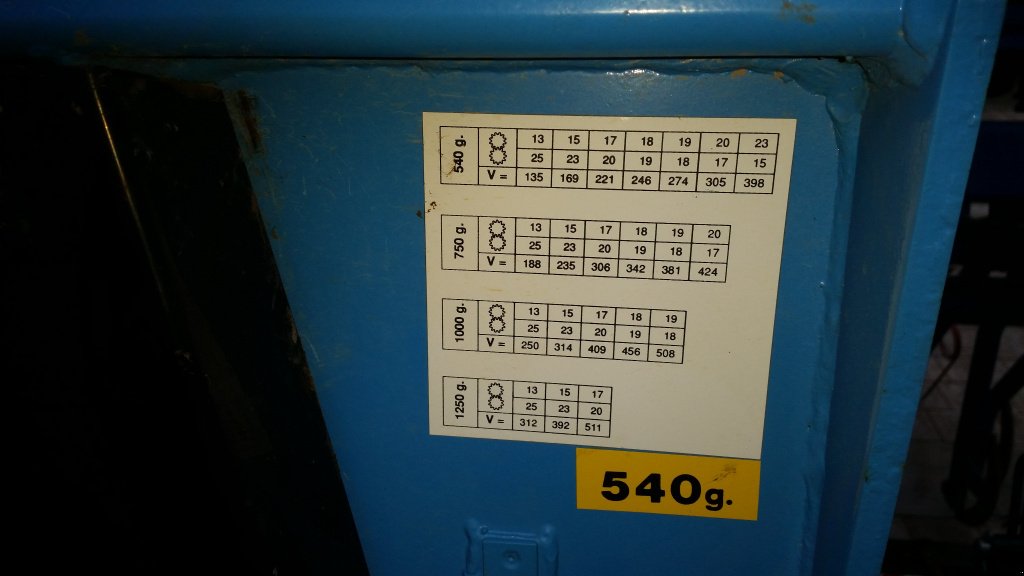 540 g.
13 15 17 18 19 20 23
25 23 20 19 18 17 15
V = 135 169 221 246 274 305 398
750 g.
13 15 17 18 19 20
25 23 20 19 18 17
V = 188 235 306 342 381 424
1000 g.
13 15 17 18 19
25 23 20 19 18
V = 250 314 409 456 508
1250 g.
13 15 17
25 23 20
V = 312 392 511
540g.